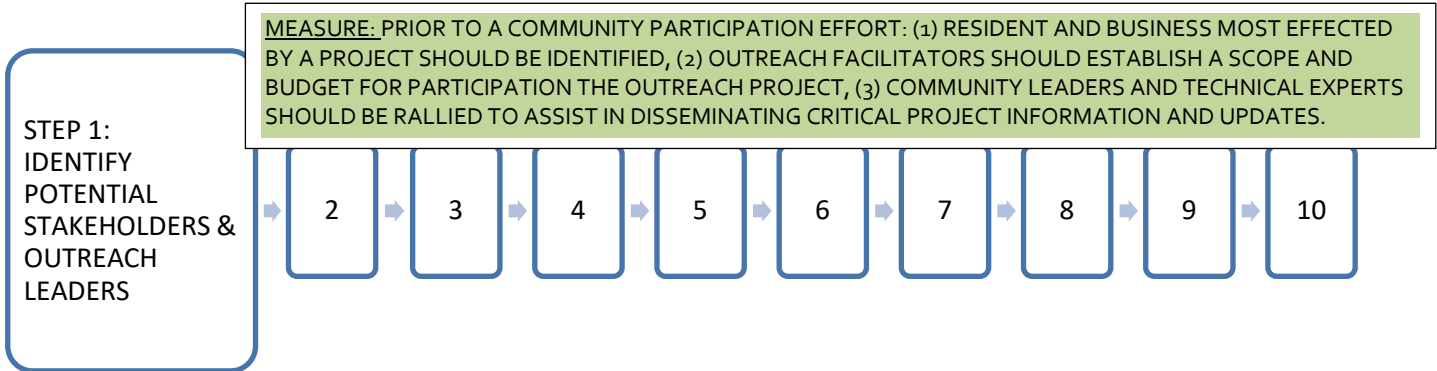 MEASURE: PRIOR TO A COMMUNITY PARTICIPATION EFFORT: (1) RESIDENT AND BUSINESS MOST EFFECTED
BY A PROJECT SHOULD BE IDENTIFIED, (2) OUTREACH FACILITATORS SHOULD ESTABLISH A SCOPE AND
BUDGET FOR PARTICIPATION THE OUTREACH PROJECT, (3) COMMUNITY LEADERS AND TECHNICAL EXPERTS
SHOULD BE RALLIED TO ASSIST IN DISSEMINATING CRITICAL PROJECT INFORMATION AND UPDATES.
STEP 1:
IDENTIFY
POTENTIAL
STAKEHOLDERS &
OUTREACH
LEADERS
2 3 4 5 6 7 8 9 10